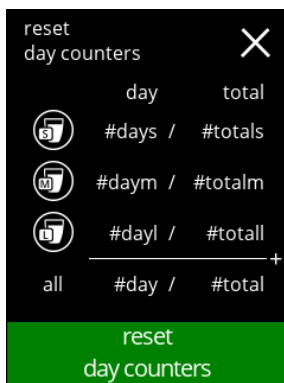 reset
day counters
day total
S #days / #totals
M #daym / #totalm
L #dayl / #totall
+
all #day / #total
reset
day counters